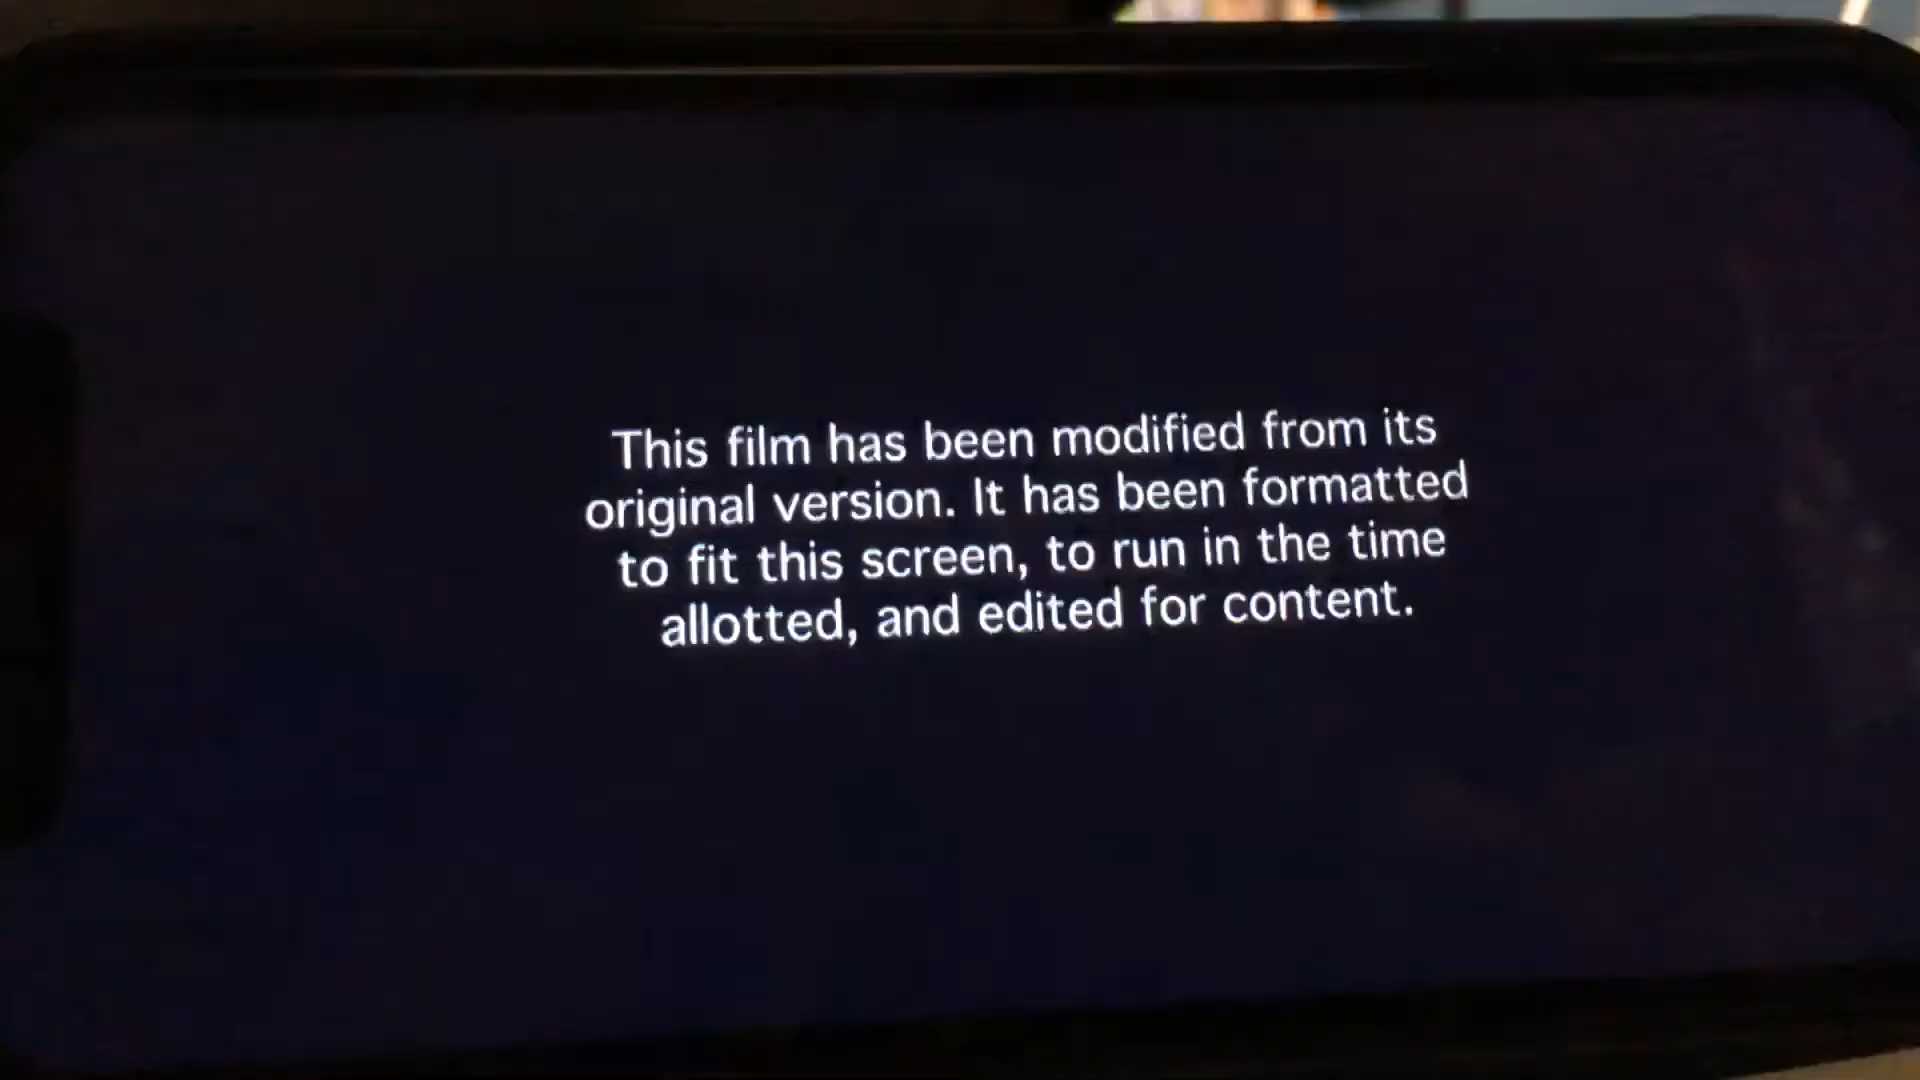 This film has been modified from its
original version. It has been formatted
to fit this screen, to run in the time
allotted, and edited for content.